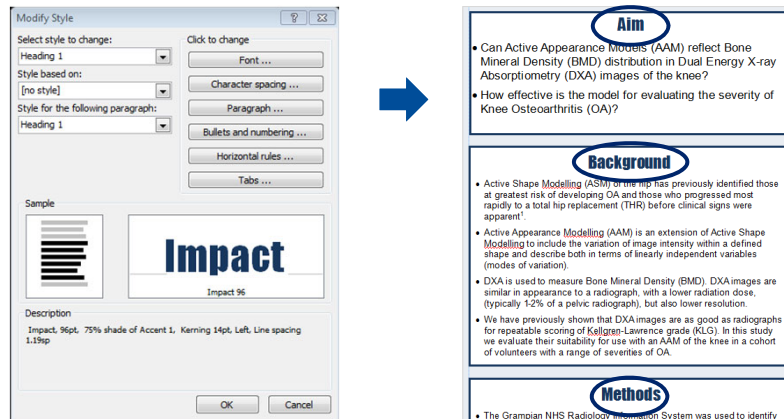 Modify Style
Select style to change:
Heading 1
Style based on:
[no style]
Style for the following paragraph:
Heading 1
Click to change
Font ...
Character spacing ...
Paragraph ...
Bullets and numbering ...
Horizontal rules ...
Tabs ...
Sample
Impact
Impact 96
Description
Impact, 96pt, 75% shade of Accent 1, Kerning 14pt, Left, Line spacing
1.19sp
OK
Cancel
Aim
• Can Active Appearance Models (AAM) reflect Bone
Mineral Density (BMD) distribution in Dual Energy X-ray
Absorptiometry (DXA) images of the knee?
• How effective is the model for evaluating the severity of
Knee Osteoarthritis (OA)?
Background
• Active Shape Modelling (ASM) of the hip has previously identified those
at greatest risk of developing OA and those who progressed most
rapidly to a total hip replacement (THR) before clinical signs were
apparent¹.
• Active Appearance Modelling (AAM) is an extension of Active Shape
Modelling to include the variation of image intensity within a defined
shape and describe both in terms of linearly independent variables
(modes of variation).
• DXA is used to measure Bone Mineral Density (BMD). DXA images are
similar in appearance to a radiograph, with a lower radiation dose,
(typically 1-2% of a pelvic radiograph), but also lower resolution.
• We have previously shown that DXA images are as good as radiographs
for repeatable scoring of Kellgren-Lawrence grade (KLG). In this study
we evaluate their suitability for use with an AAM of the knee in a cohort
of volunteers with a range of severities of OA.
Methods
• The Grampian NHS Radiology Information System was used to identify